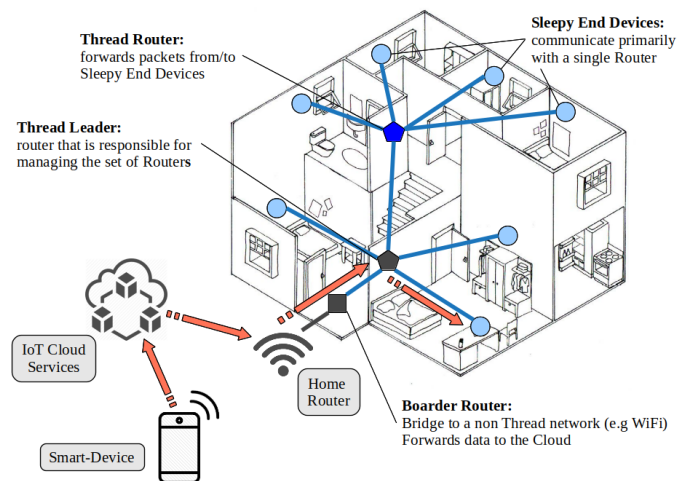 Thread Router:
forwards packets from/to
Sleepy End Devices
Sleepy End Devices:
communicate primarily
with a single Router
Thread Leader:
router that is responsible for
managing the set of Routers
IoT Cloud
Services
Home
Router
Smart-Device
Boarder Router:
Bridge to a non Thread network (e.g WiFi)
Forwards data to the Cloud